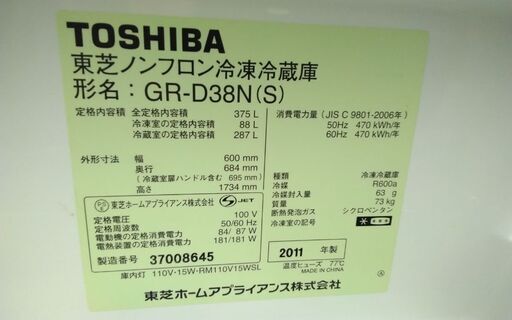 TOSHIBA
東芝ノンフロン冷凍冷蔵庫
形名：GR-D38N(S)
定格内容積 全定格内容積 375 L
冷凍室の定格内容積 88 L
冷蔵室の定格内容積 287 L
外形寸法 幅 600 mm
奥行 684 mm
(冷蔵室扉ハンドル含む 695 mm)
高さ 1734 mm
東芝ホームアプライアンス株式会社 JET
定格電圧 100 V
定格周波数 50/60 Hz
電動機の定格消費電力 84/ 87 W
電熱装置の定格消費電力 181/181 W
製造番号 37008645
庫内灯 110V-15W-RM110V15WSL
消費電力量 (JIS C 9801-2006年)
50Hz 470 kWh/年
60Hz 470 kWh/年
種類 冷凍冷蔵庫
冷媒 R600a
冷媒封入量 63 g
質量 73 kg
断熱発泡ガス シクロペンタン
冷凍室の記号
2011 年製
温度ヒューズ 77℃
MADE IN CHINA
Ⓐ
東芝ホームアプライアンス株式会社